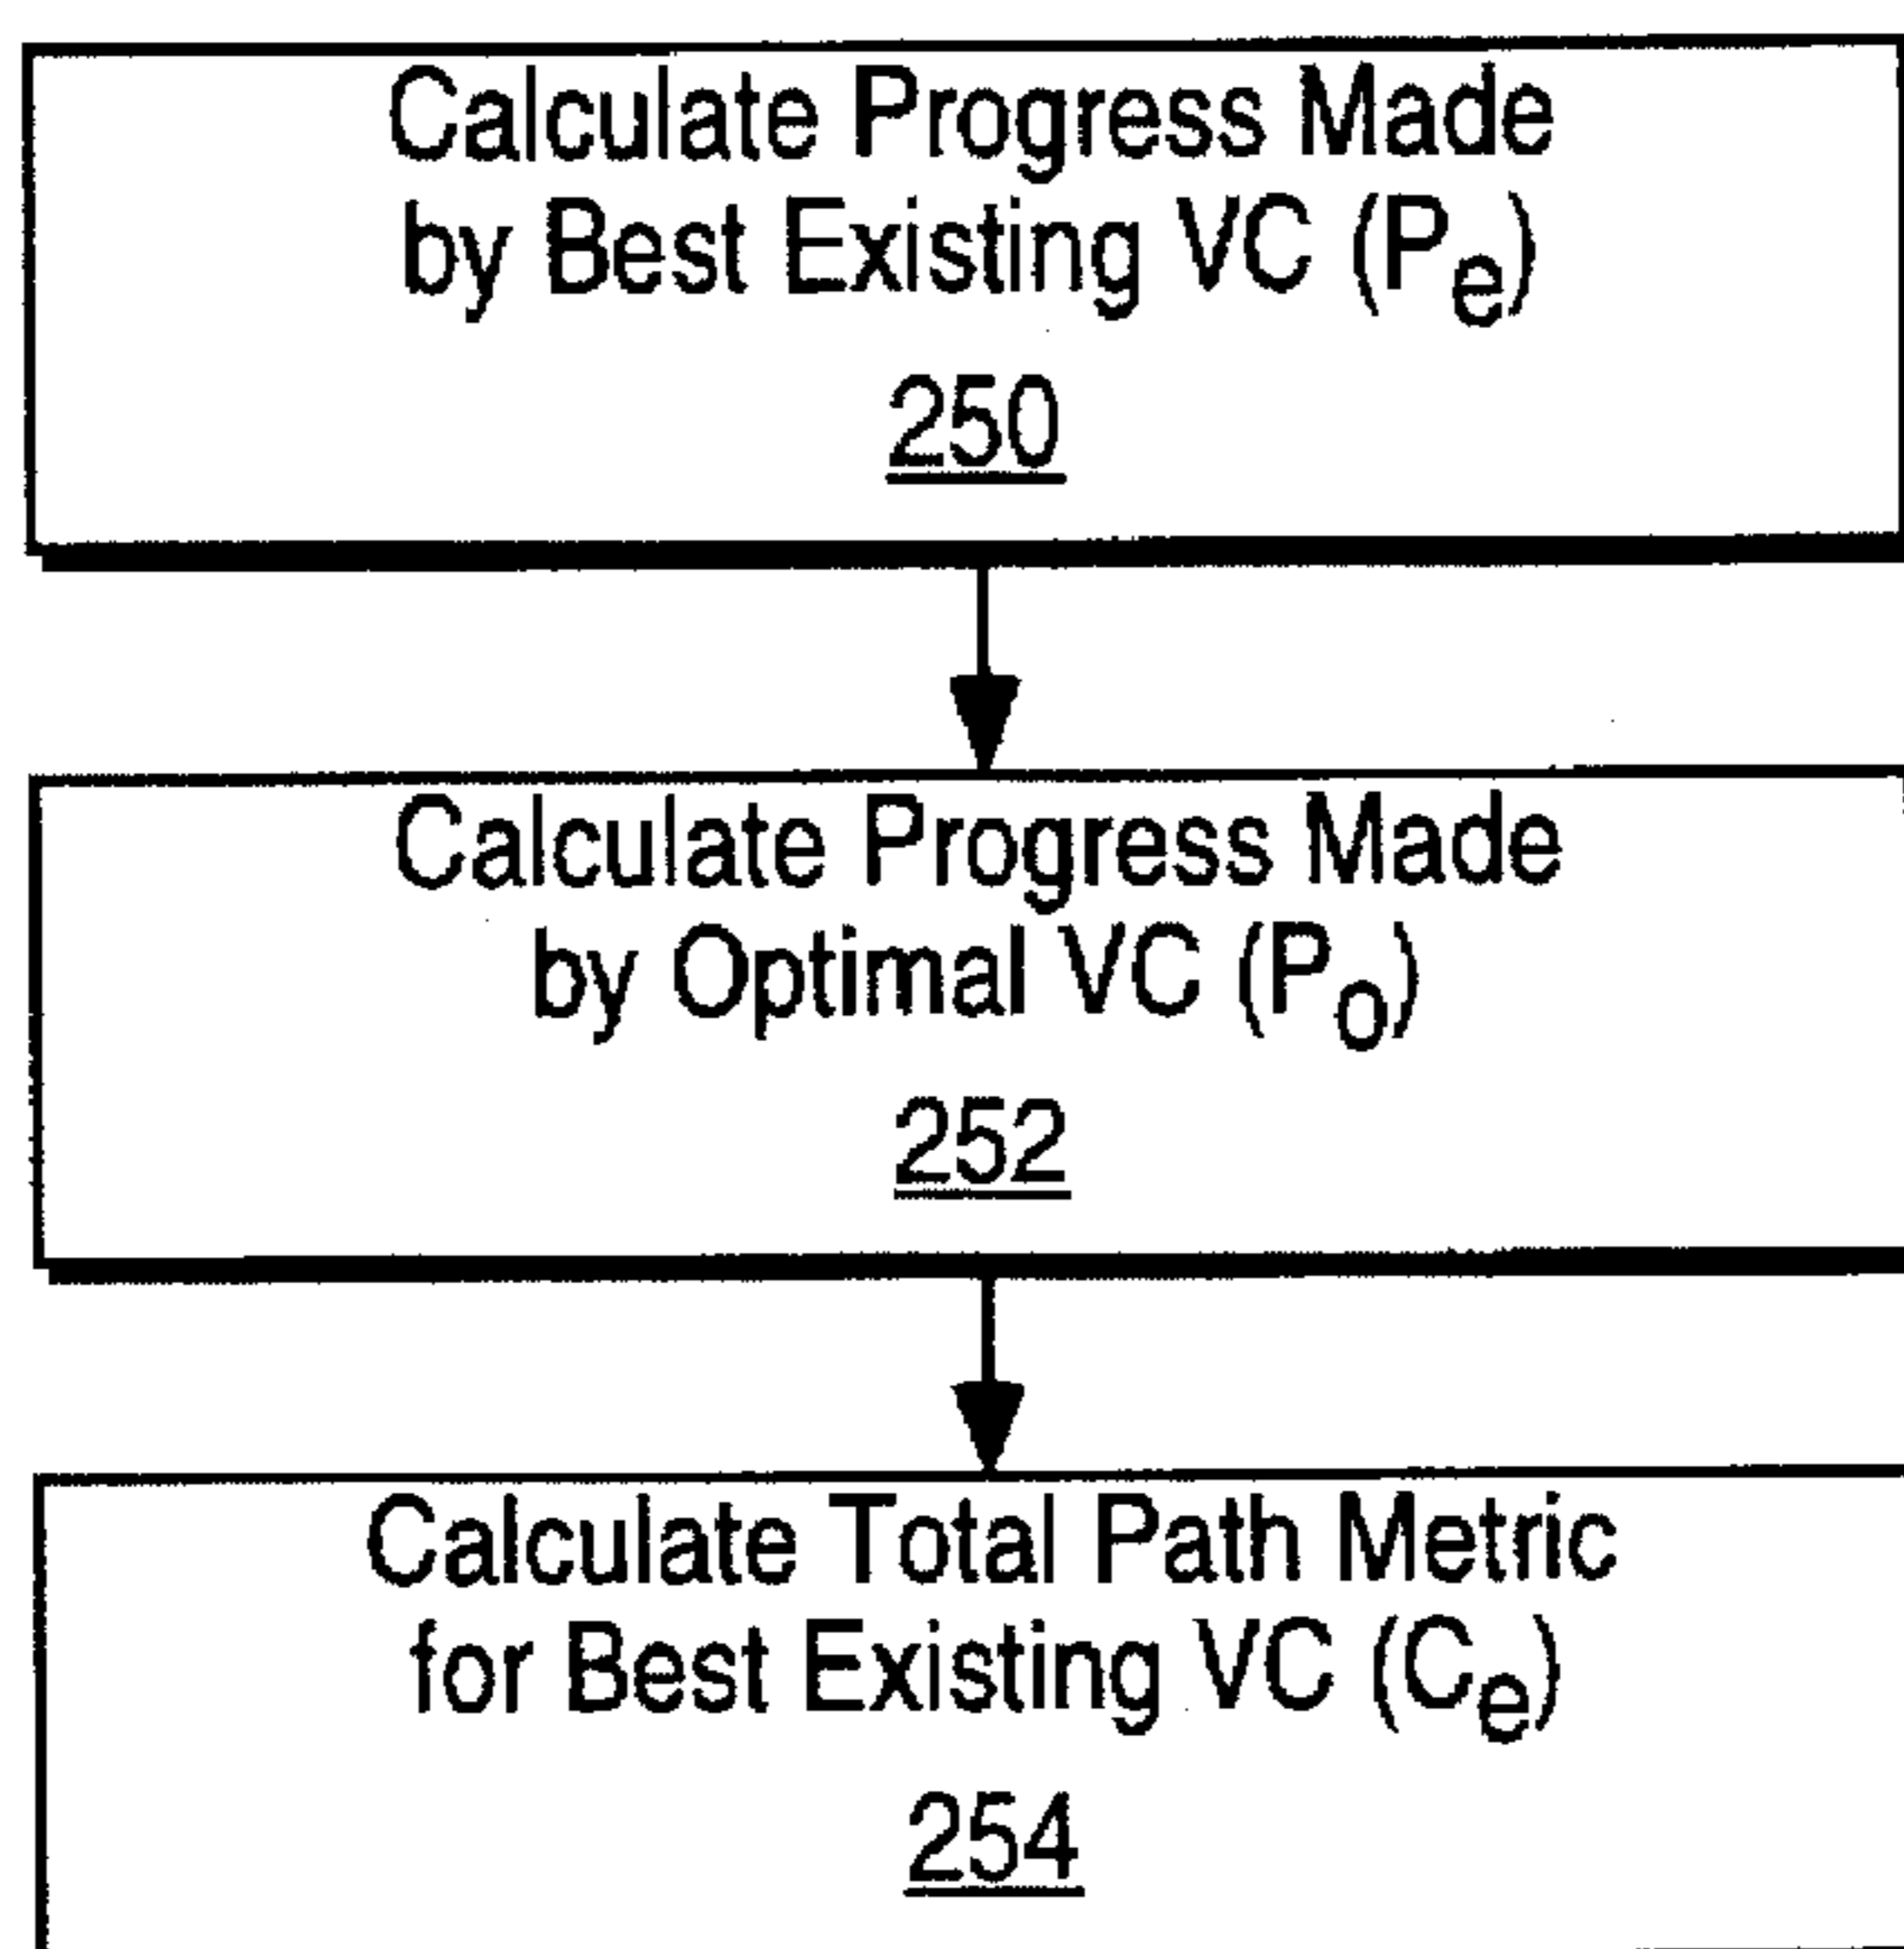 Calculate Progress Made
by Best Existing VC (Pe)
250
Calculate Progress Made
by Optimal VC (Po)
252
Calculate Total Path Metric
for Best Existing VC (Ce)
254